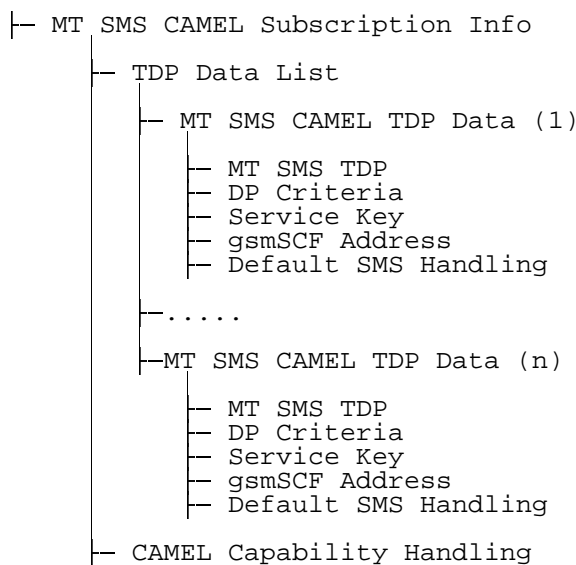 MT SMS CAMEL Subscription Info
TDP Data List
MT SMS CAMEL TDP Data (1)
MT SMS TDP
DP Criteria
Service Key
gsmSCF Address
Default SMS Handling
.....
MT SMS CAMEL TDP Data (n)
MT SMS TDP
DP Criteria
Service Key
gsmSCF Address
Default SMS Handling
CAMEL Capability Handling